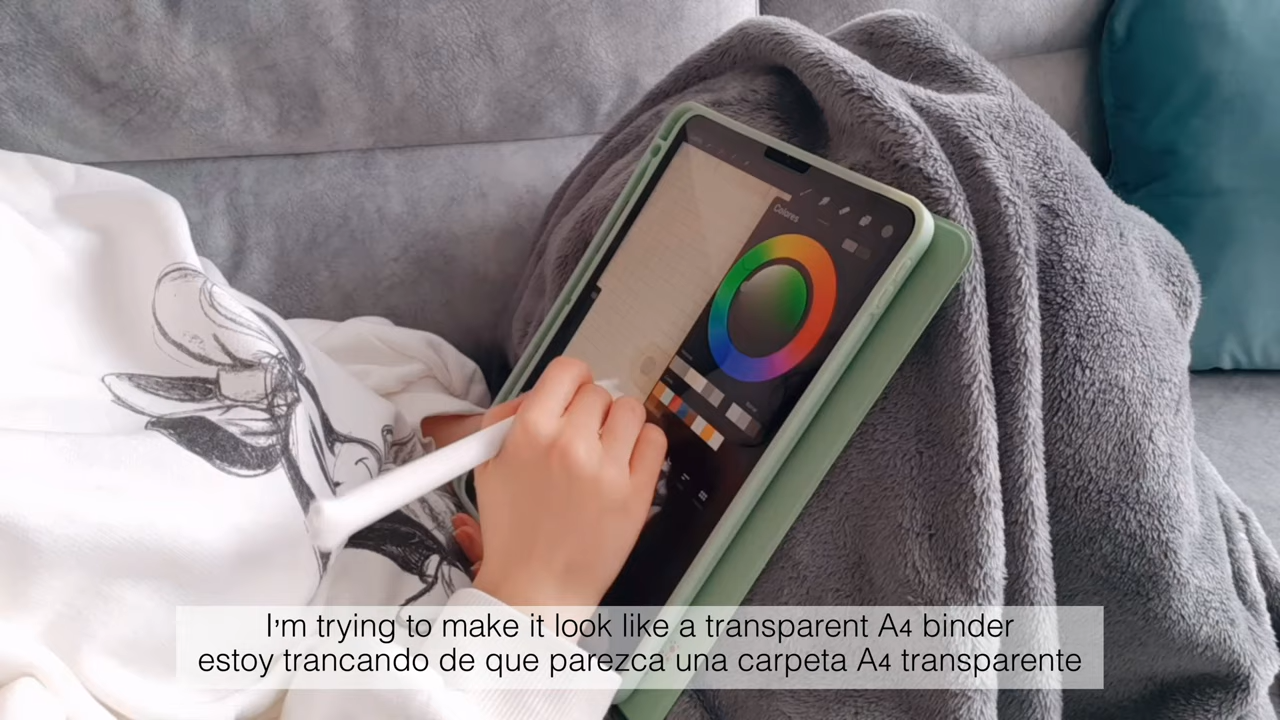 Colores
I'm trying to make it look like a transparent A4 binder
estoy trancando de que parezca una carpeta A4 transparente